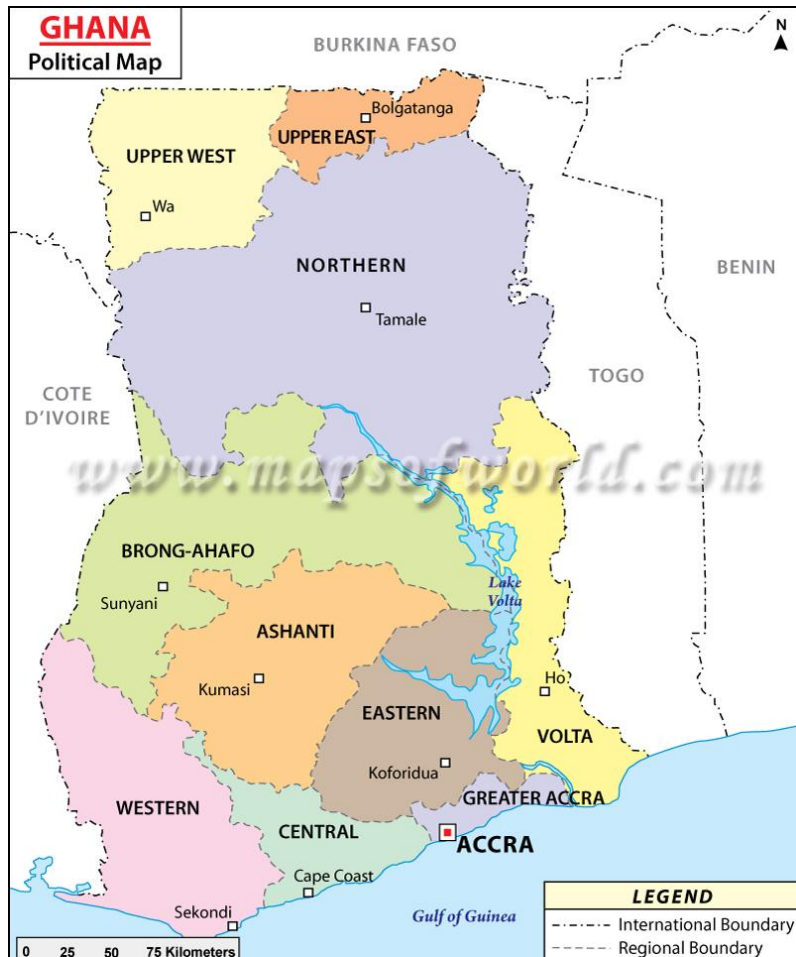 GHANA
Political Map
N
BURKINA FASO
Bolgatanga
UPPER EAST
UPPER WEST
Wa
NORTHERN
BENIN
Tamale
TOGO
COTE
D'IVOIRE
www.mapsofworld.com
BRONG-AHAFO
Sunyani
Lake
Volta
ASHANTI
Kumasi
Ho
EASTERN
VOLTA
Koforidua
GREATER ACCRA
WESTERN
CENTRAL
ACCRA
Cape Coast
Sekondi
Gulf of Guinea
LEGEND
International Boundary
Regional Boundary
0 25 50 75 Kilometers